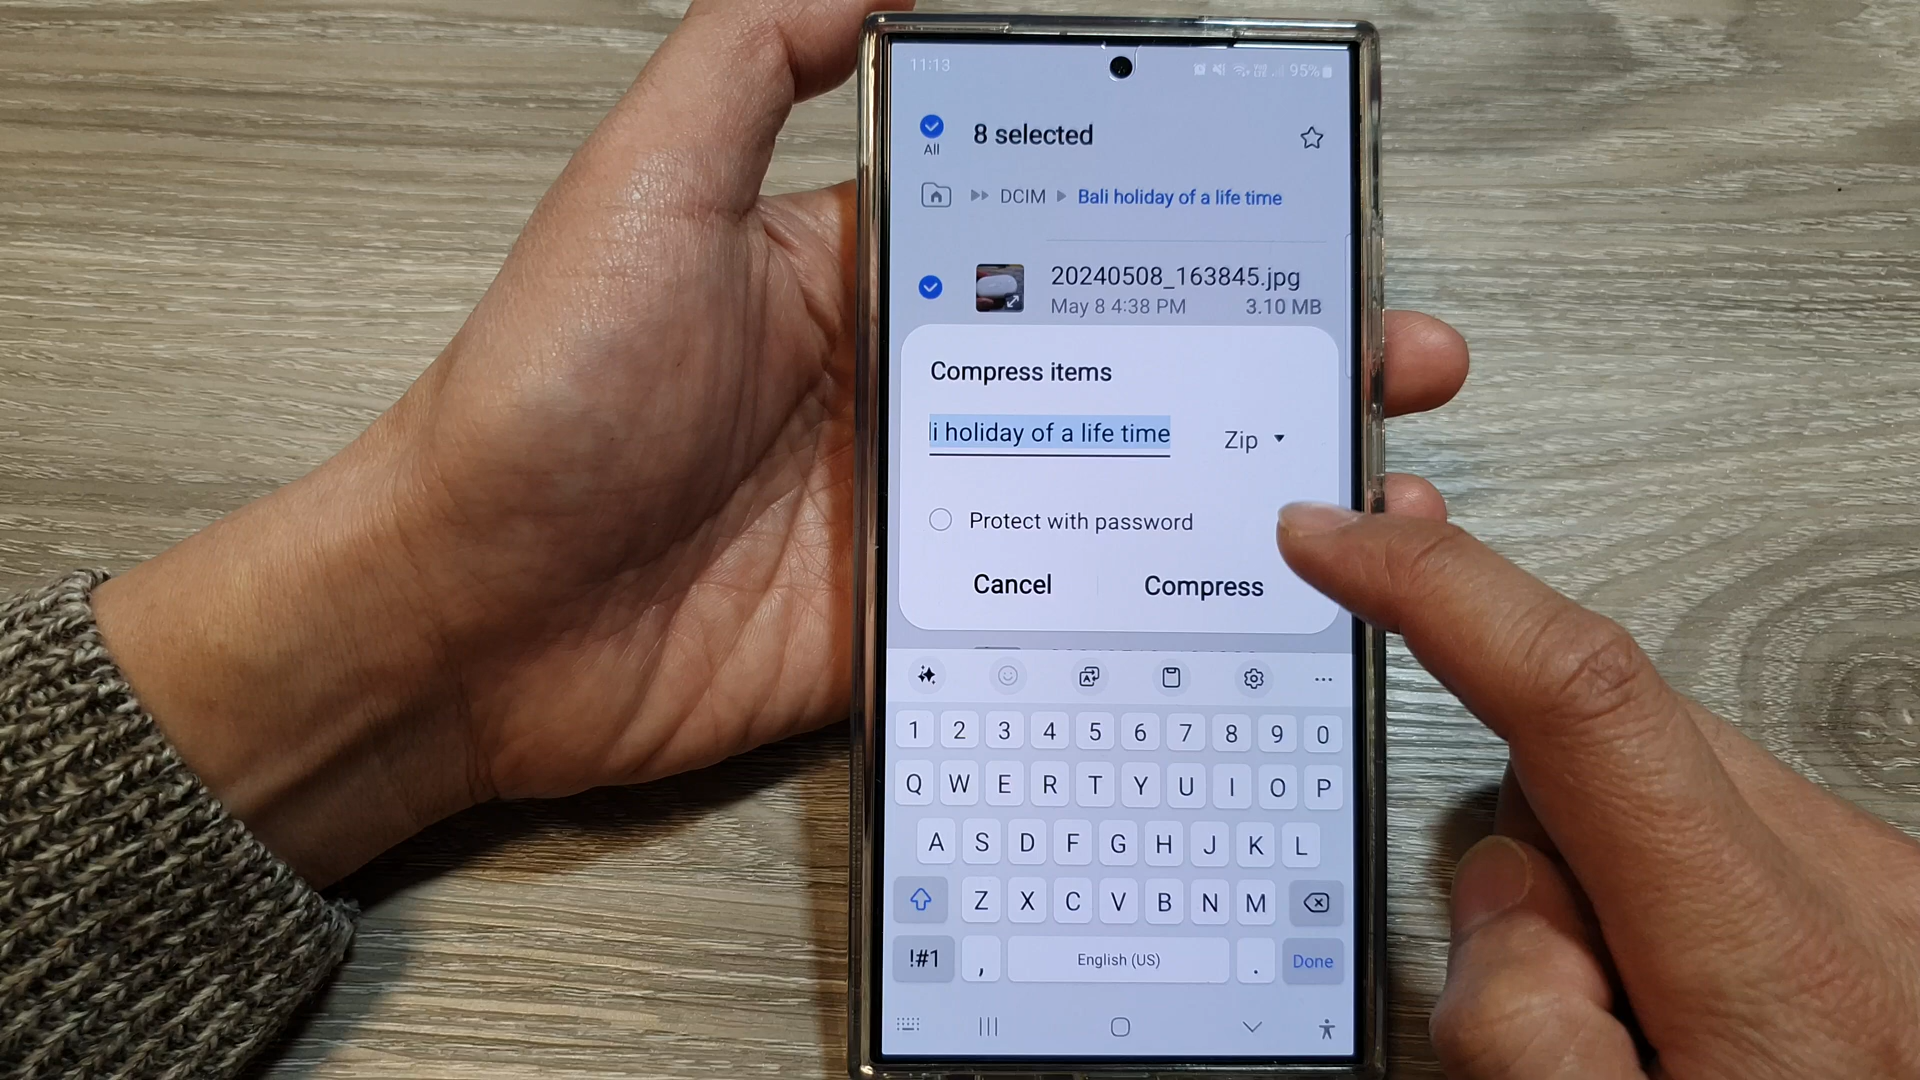 11:13 95%
8 selected
All
DCIM Bali holiday of a life time
20240508_163845.jpg
May 8 4:38 PM 3.10 MB
Compress items
li holiday of a life time Zip
Protect with password
Cancel Compress
1 2 3 4 5 6 7 8 9 0
Q W E R T Y U I O P
A S D F G H J K L
Z X C V B N M
!#1 , English (US) . Done